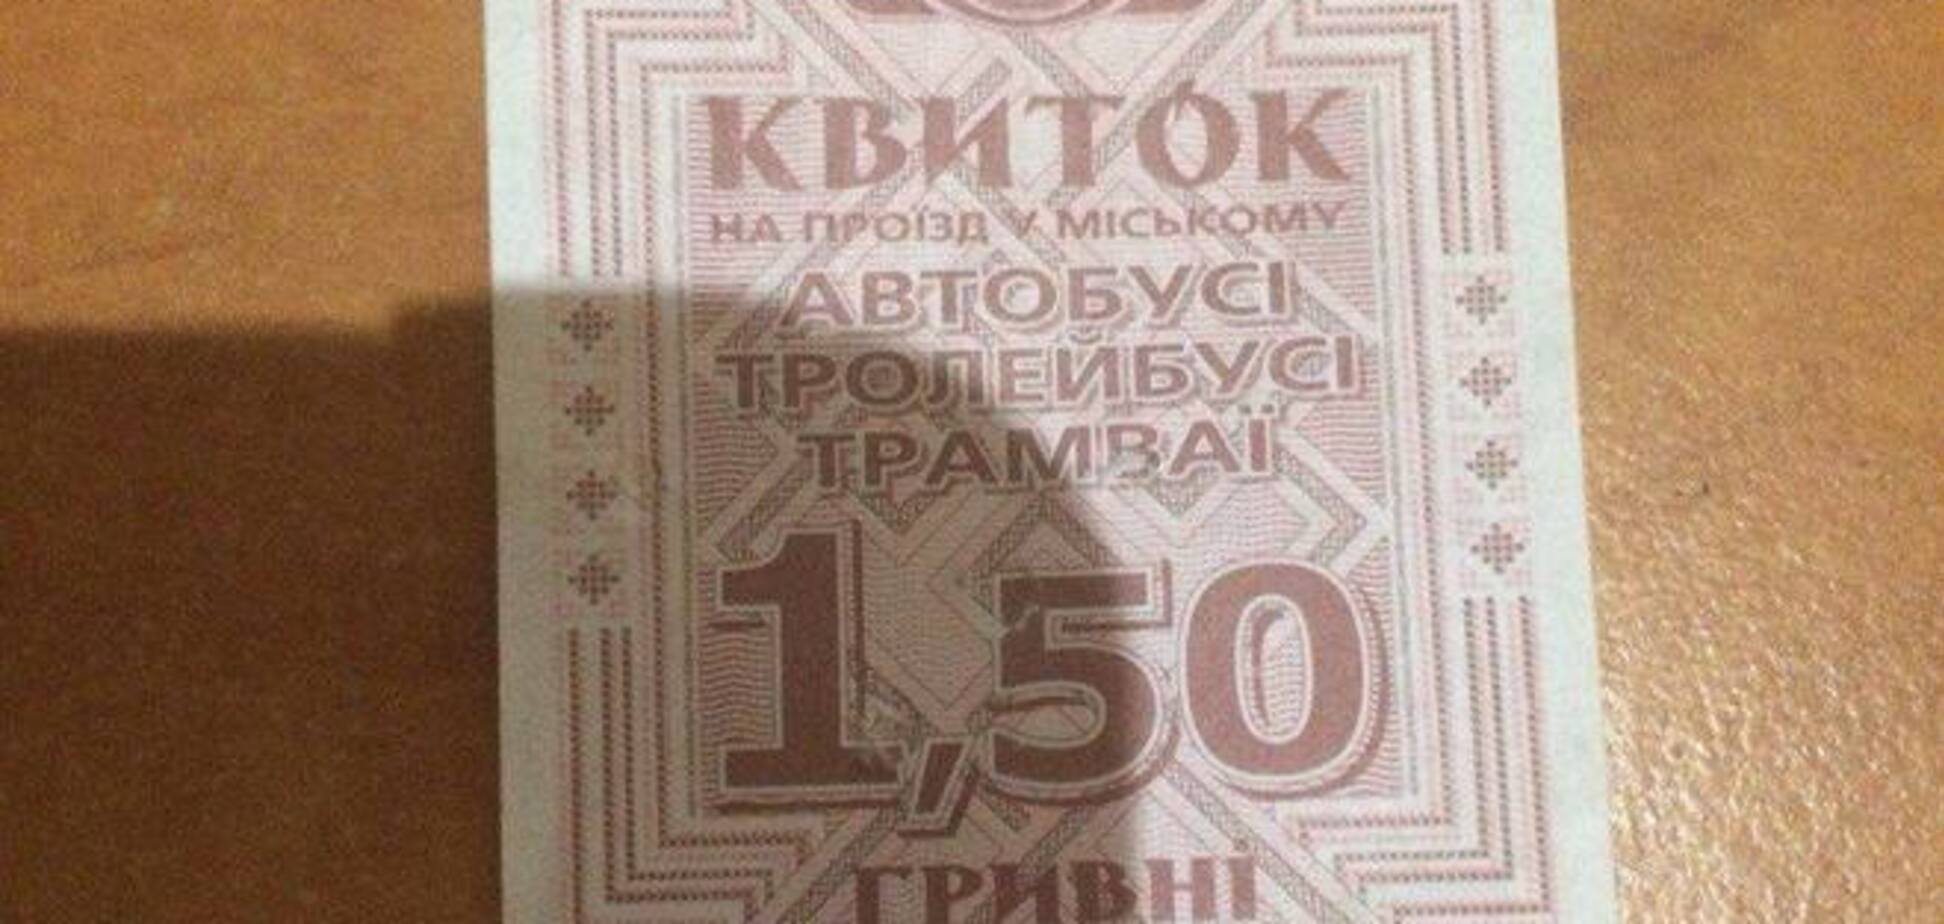 КВИТОК
НА ПРОЇЗД У МІСЬКОМУ
АВТОБУСІ
ТРОЛЕЙБУСІ
ТРАМВАЇ
1,50
ГРИВНІ